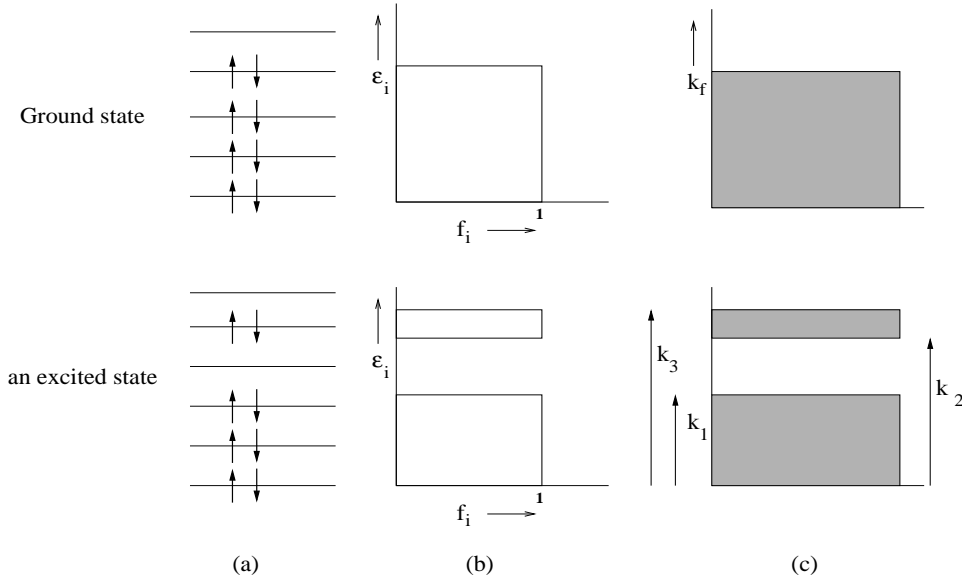 Ground state
ε_i
1
f_i
k_f
an excited state
ε_i
1
f_i
k_3
k_1
k_2
(a)
(b)
(c)